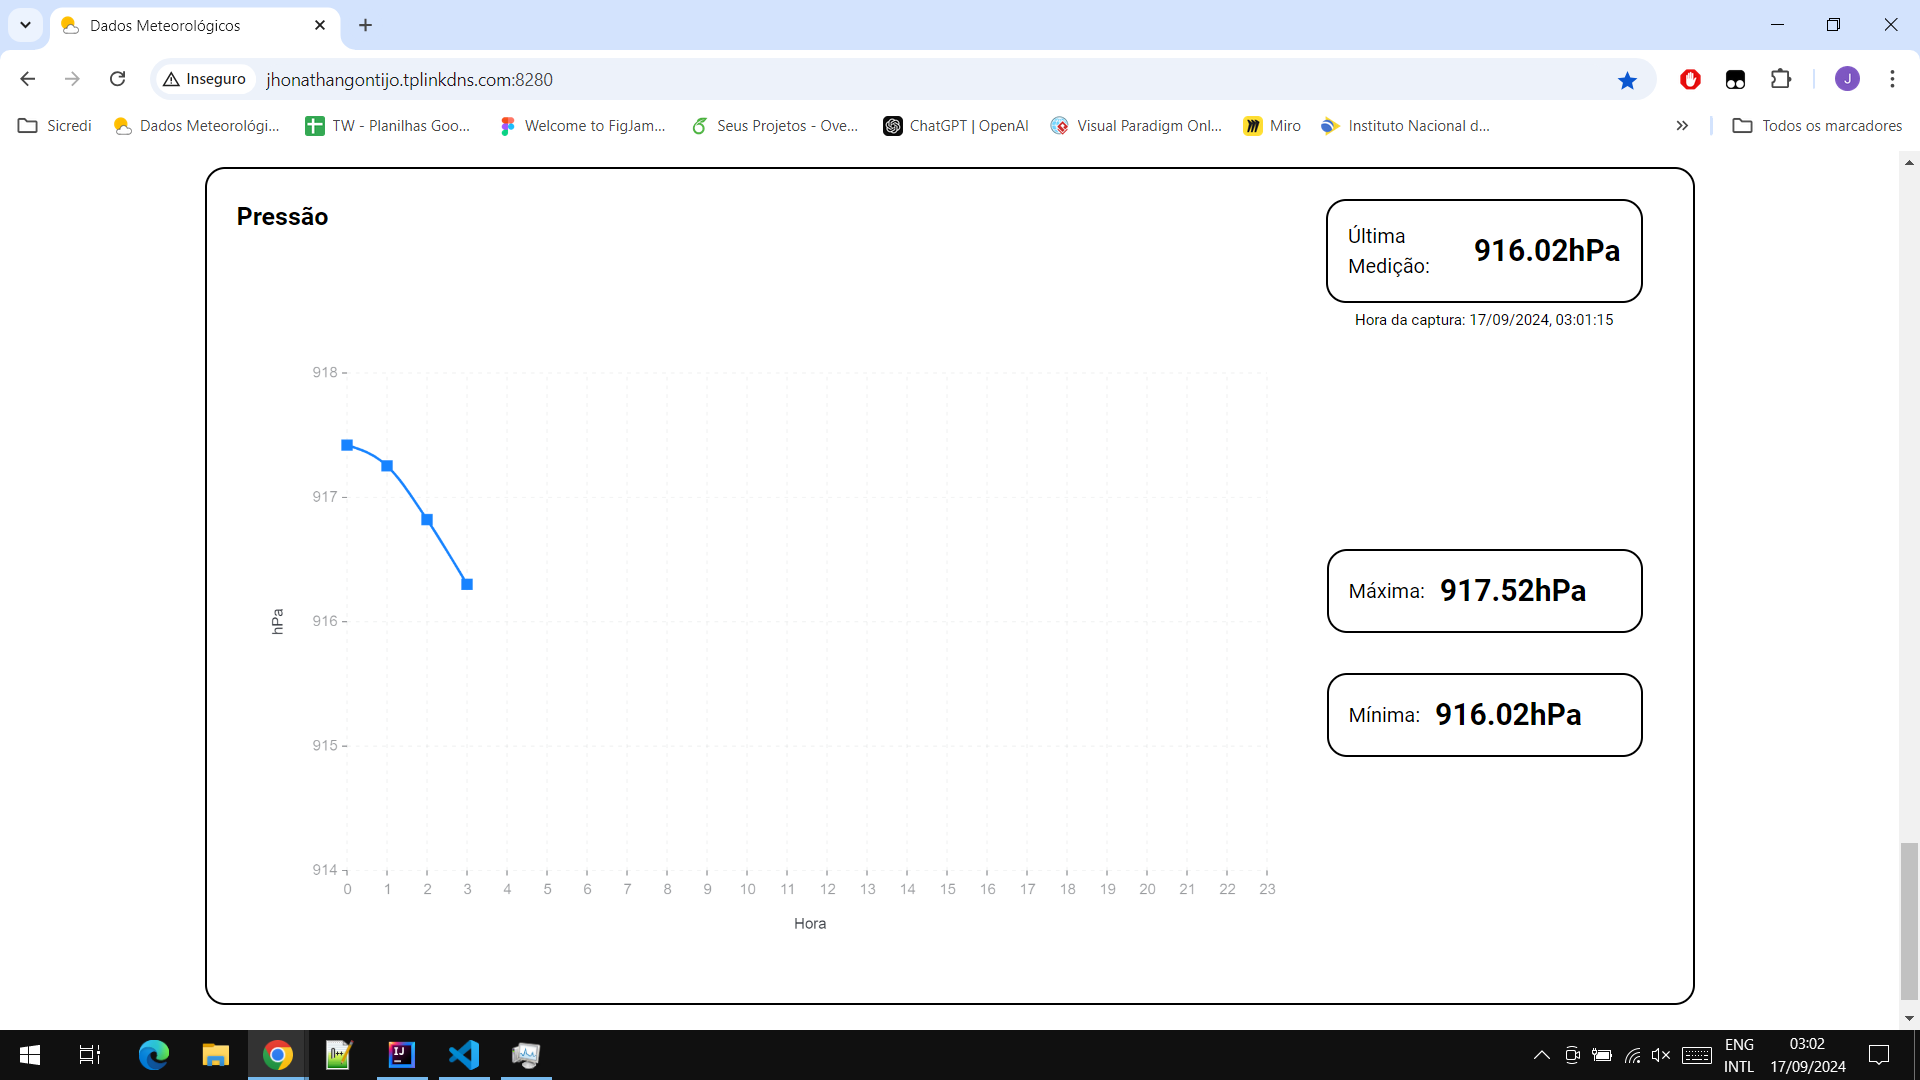 Dados Meteorológicos
Inseguro
jhonathangontijo.tplinkdns.com:8280
J
Sicredi
Dados Meteorológi...
TW - Planilhas Goo...
Welcome to FigJam...
Seus Projetos - Ove...
ChatGPT | OpenAI
Visual Paradigm Onl...
Miro
Instituto Nacional d...
Todos os marcadores
Pressão
Última
Medição:
916.02hPa
Hora da captura: 17/09/2024, 03:01:15
918
917
916
915
914
hPa
0 1 2 3 4 5 6 7 8 9 10 11 12 13 14 15 16 17 18 19 20 21 22 23
Hora
Máxima: 917.52hPa
Mínima: 916.02hPa
ENG
INTL
03:02
17/09/2024